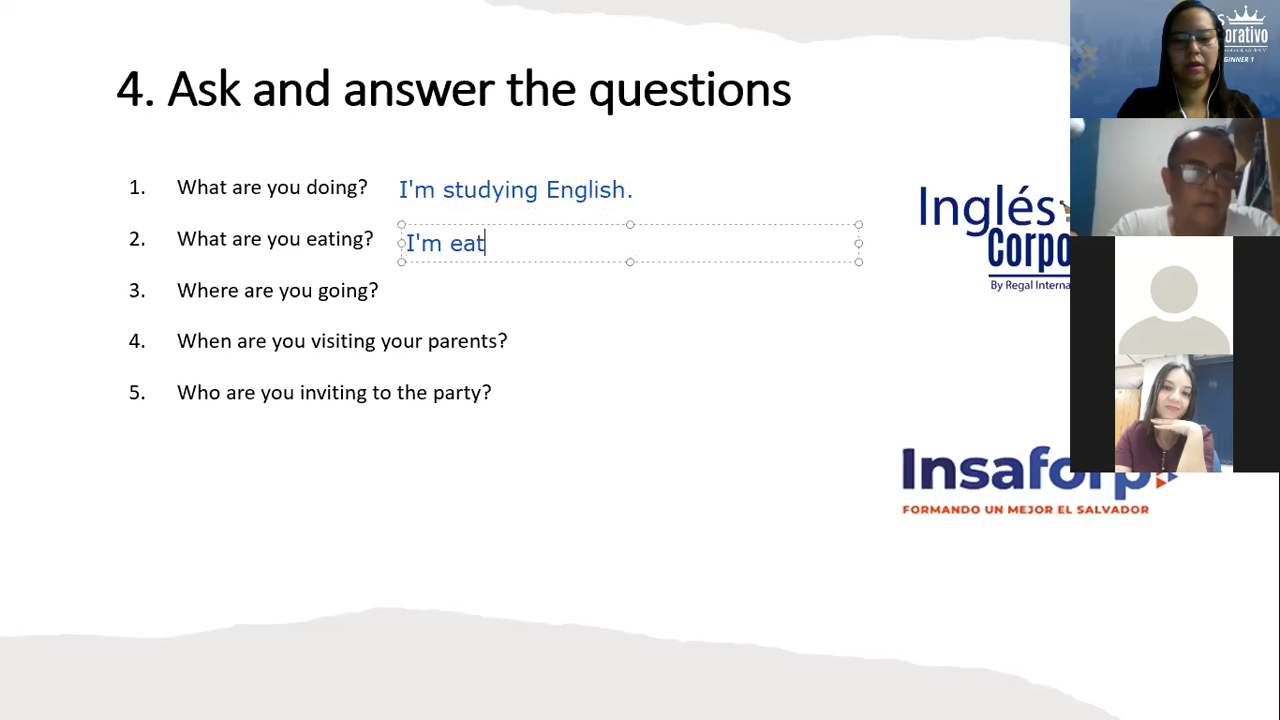 4. Ask and answer the questions
1. What are you doing? I'm studying English.
2. What are you eating? I'm eat
3. Where are you going?
4. When are you visiting your parents?
5. Who are you inviting to the party?
Inglés
Corpo
By Regal Interna
Insaforp
FORMANDO UN MEJOR EL SALVADOR
orativo
GINNER 1